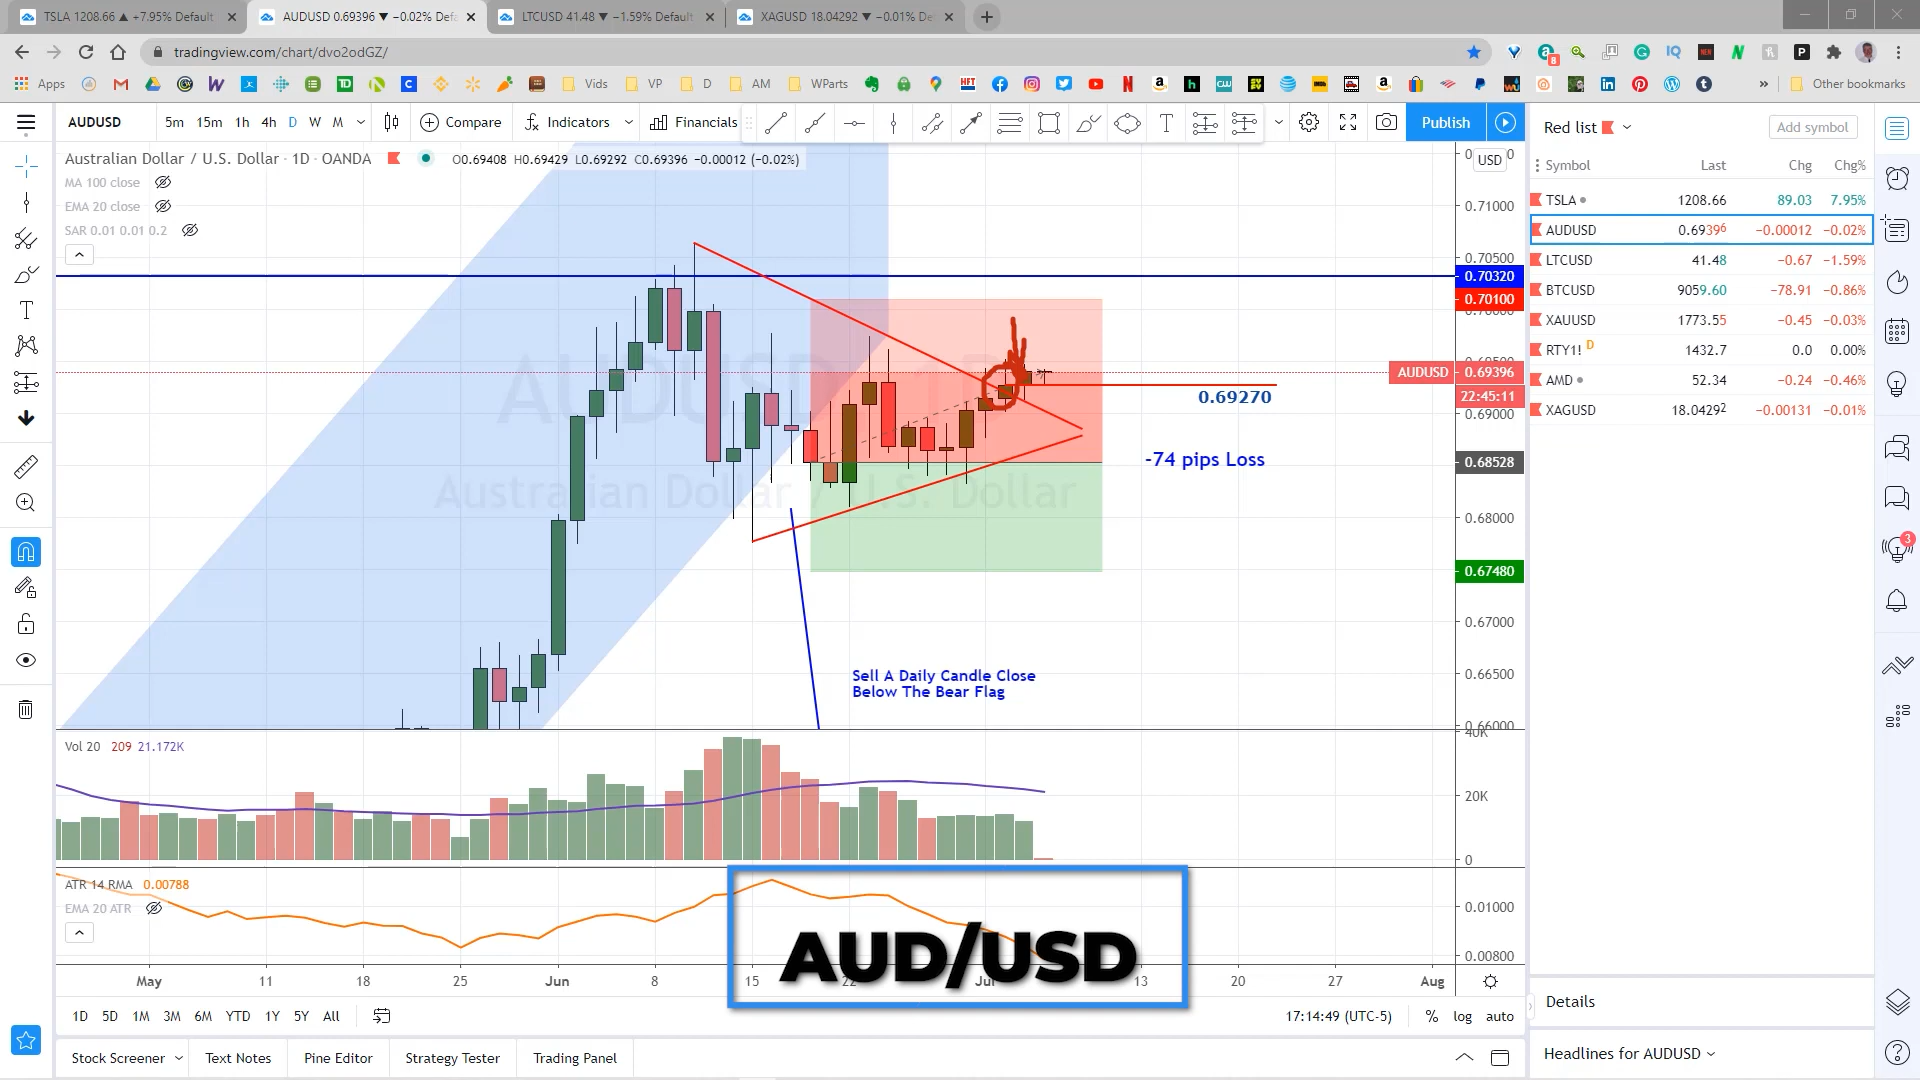 TSLA 1208.66 ▲ +7.95% Default
AUDUSD 0.69396 ▼ −0.02% Defa
LTCUSD 41.48 ▼ −1.59% Default
XAGUSD 18.04292 ▼ −0.01% De
tradingview.com/chart/dvo2odGZ/
Apps
Vids
VP
D
AM
WParts
Other bookmarks
AUDUSD
5m 15m 1h 4h D W M
Compare
Indicators
Financials
Publish
Australian Dollar / U.S. Dollar · 1D · OANDA
O0.69408 H0.69429 L0.69292 C0.69396 −0.00012 (−0.02%)
MA 100 close
EMA 20 close
SAR 0.01 0.01 0.2
USD
0.71000
0.70500
0.70320
0.70100
AUDUSD 0.69396
22:45:11
0.69000
0.68528
0.68000
0.67480
0.67000
0.66500
0.66000
0.69270
-74 pips Loss
Sell A Daily Candle Close
Below The Bear Flag
AUDUSD, 1D
Australian Dollar / U.S. Dollar
Vol 20 209 21.172K
40K
20K
0
ATR 14 RMA 0.00788
EMA 20 ATR
0.01000
0.00800
AUD/USD
May 11 18 25 Jun 8 15 22 Jul 13 20 27 Aug
1D 5D 1M 3M 6M YTD 1Y 5Y All
17:14:49 (UTC-5)
% log auto
Stock Screener
Text Notes
Pine Editor
Strategy Tester
Trading Panel
Red list
Add symbol
Symbol Last Chg Chg%
TSLA 1208.66 89.03 7.95%
AUDUSD 0.69396 −0.00012 −0.02%
LTCUSD 41.48 −0.67 −1.59%
BTCUSD 9059.60 −78.91 −0.86%
XAUUSD 1773.55 −0.45 −0.03%
RTY1! D 1432.7 0.0 0.00%
AMD 52.34 −0.24 −0.46%
XAGUSD 18.04292 −0.00131 −0.01%
3
Details
Headlines for AUDUSD